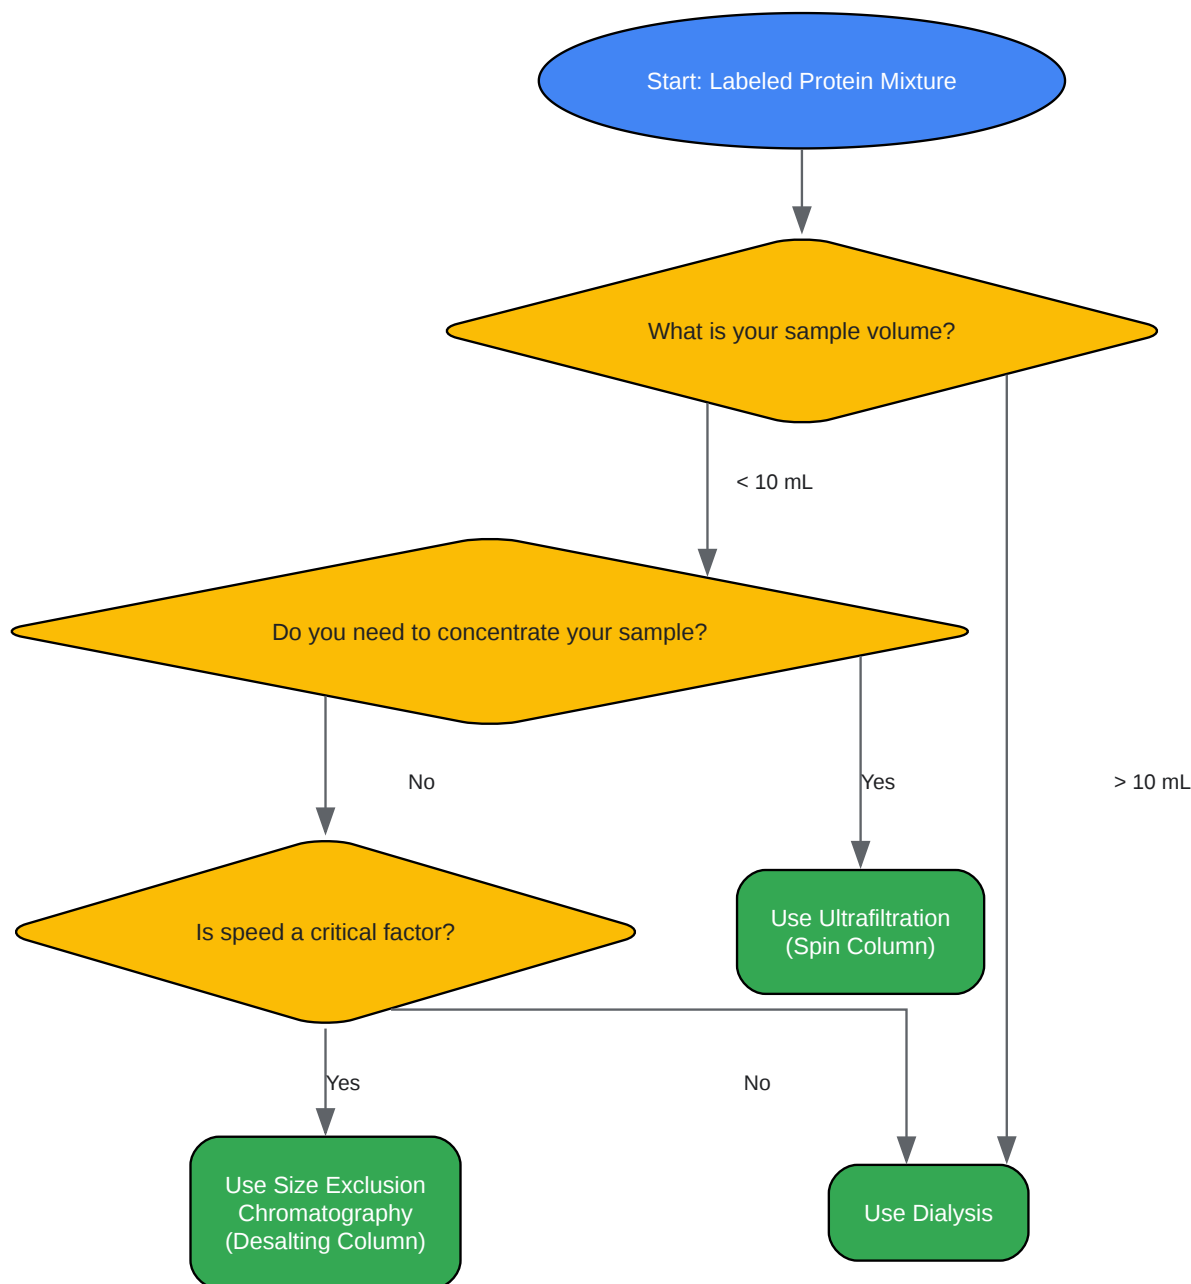 Start: Labeled Protein Mixture
What is your sample volume?
< 10 mL
Do you need to concentrate your sample?
No
Yes
> 10 mL
Is speed a critical factor?
Use Ultrafiltration
(Spin Column)
Yes
No
Use Size Exclusion
Chromatography
(Desalting Column)
Use Dialysis